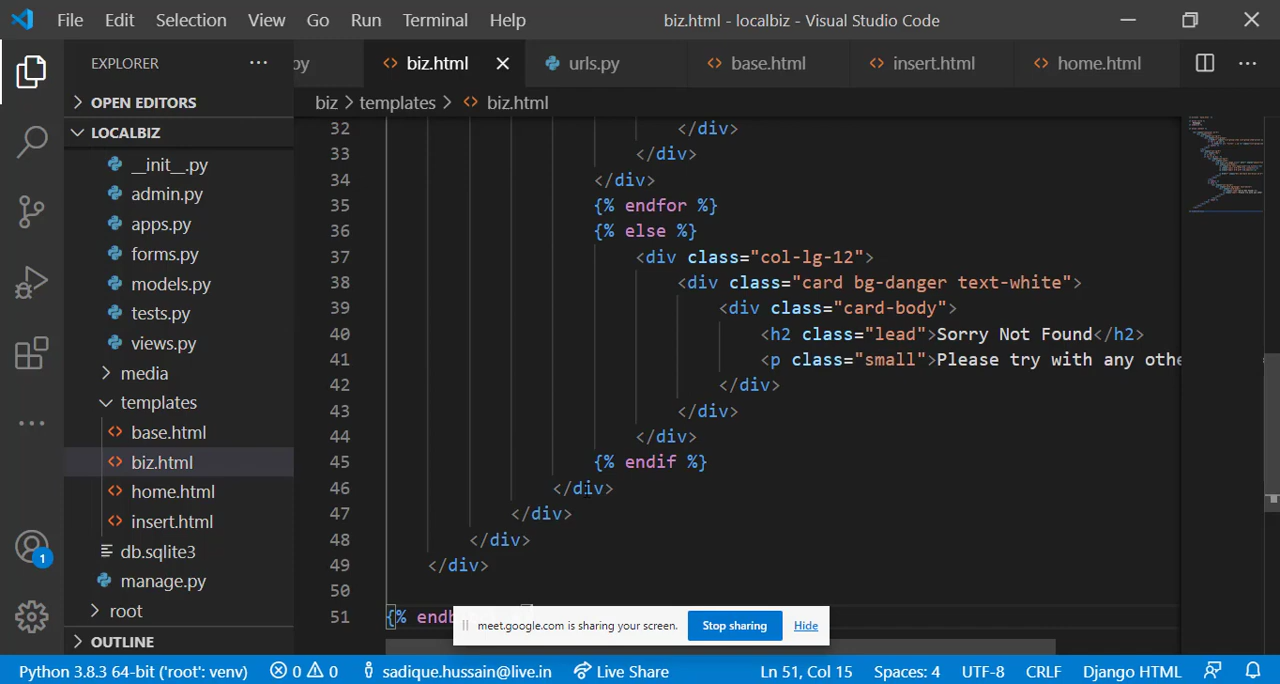 File Edit Selection View Go Run Terminal Help biz.html - localbiz - Visual Studio Code
EXPLORER ··· py biz.html urls.py base.html insert.html home.html ···
OPEN EDITORS biz > templates > biz.html
LOCALBIZ
__init__.py
admin.py
apps.py
forms.py
models.py
tests.py
views.py
media
templates
base.html
biz.html
home.html
insert.html
db.sqlite3
manage.py
root
OUTLINE
32 </div>
33 </div>
34 </div>
35 {% endfor %}
36 {% else %}
37 <div class="col-lg-12">
38 <div class="card bg-danger text-white">
39 <div class="card-body">
40 <h2 class="lead">Sorry Not Found</h2>
41 <p class="small">Please try with any othe
42 </div>
43 </div>
44 </div>
45 {% endif %}
46 </div>
47 </div>
48 </div>
49 </div>
50
51 {% endb
meet.google.com is sharing your screen. Stop sharing Hide
1
Python 3.8.3 64-bit ('root': venv) 0 0 sadique.hussain@live.in Live Share Ln 51, Col 15 Spaces: 4 UTF-8 CRLF Django HTML